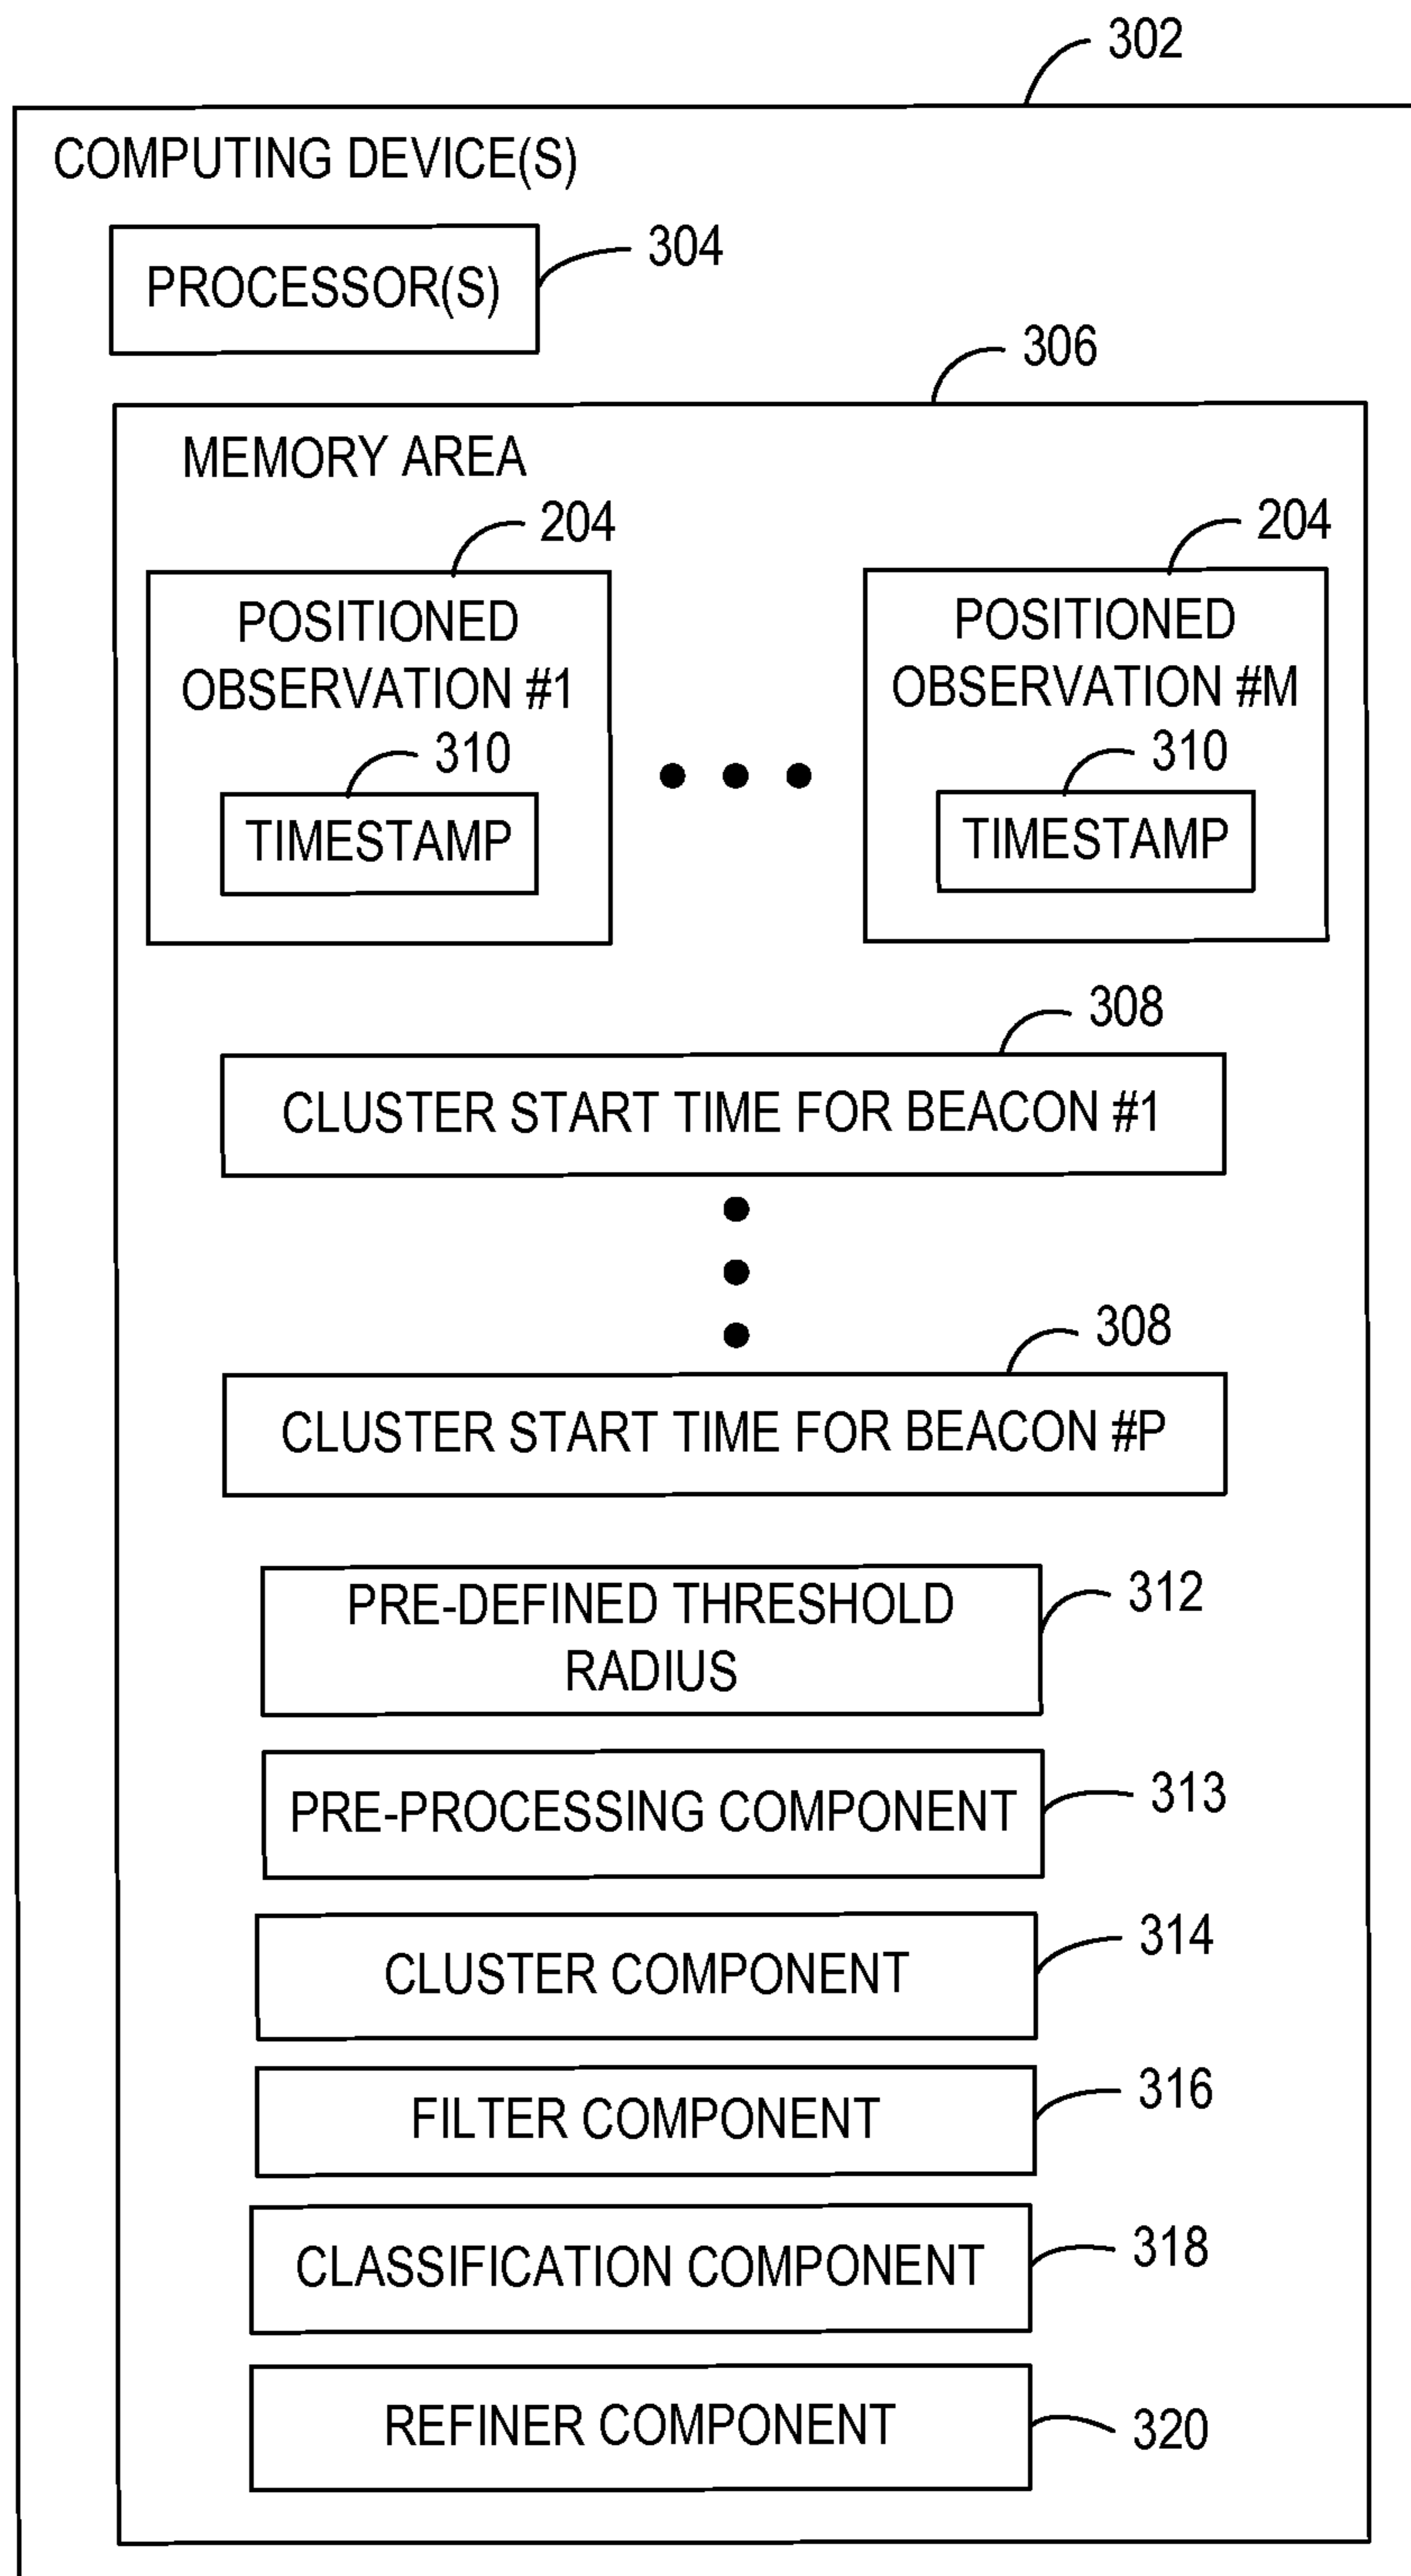 302
COMPUTING DEVICE(S)
304
PROCESSOR(S)
306
MEMORY AREA
204
204
POSITIONED
OBSERVATION #1
POSITIONED
OBSERVATION #M
310
310
TIMESTAMP
TIMESTAMP
308
CLUSTER START TIME FOR BEACON #1
308
CLUSTER START TIME FOR BEACON #P
312
PRE-DEFINED THRESHOLD
RADIUS
313
PRE-PROCESSING COMPONENT
314
CLUSTER COMPONENT
316
FILTER COMPONENT
318
CLASSIFICATION COMPONENT
REFINER COMPONENT
320